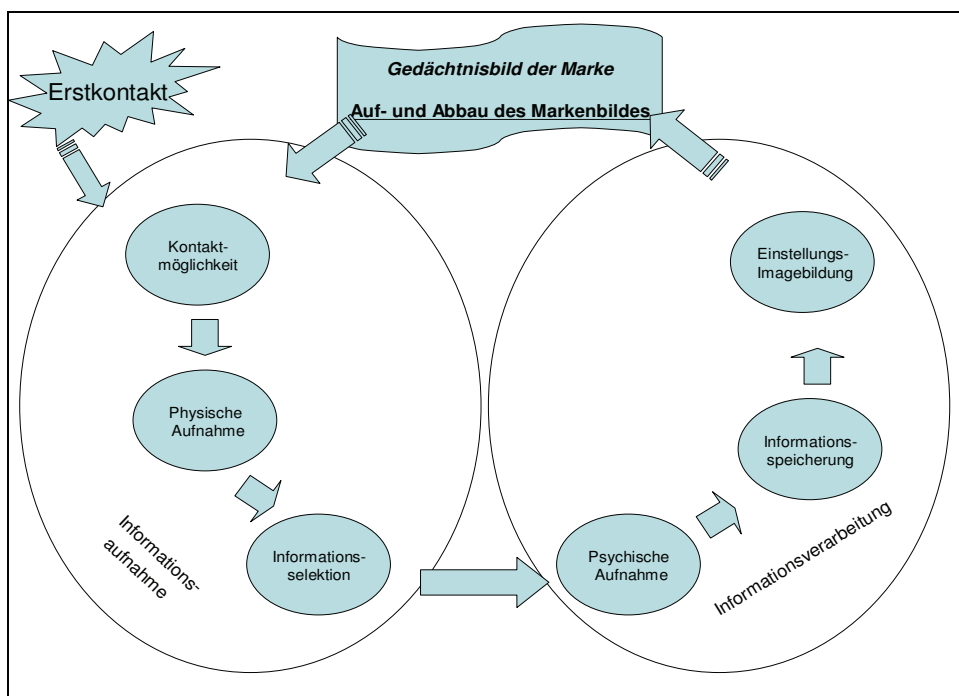 Erstkontakt
Gedächtnisbild der Marke
Auf- und Abbau des Markenbildes
Kontakt-
möglichkeit
Physische
Aufnahme
Informations-
selektion
Informations-
aufnahme
Psychische
Aufnahme
Informations-
speicherung
Einstellungs-
Imagebildung
Informationsverarbeitung